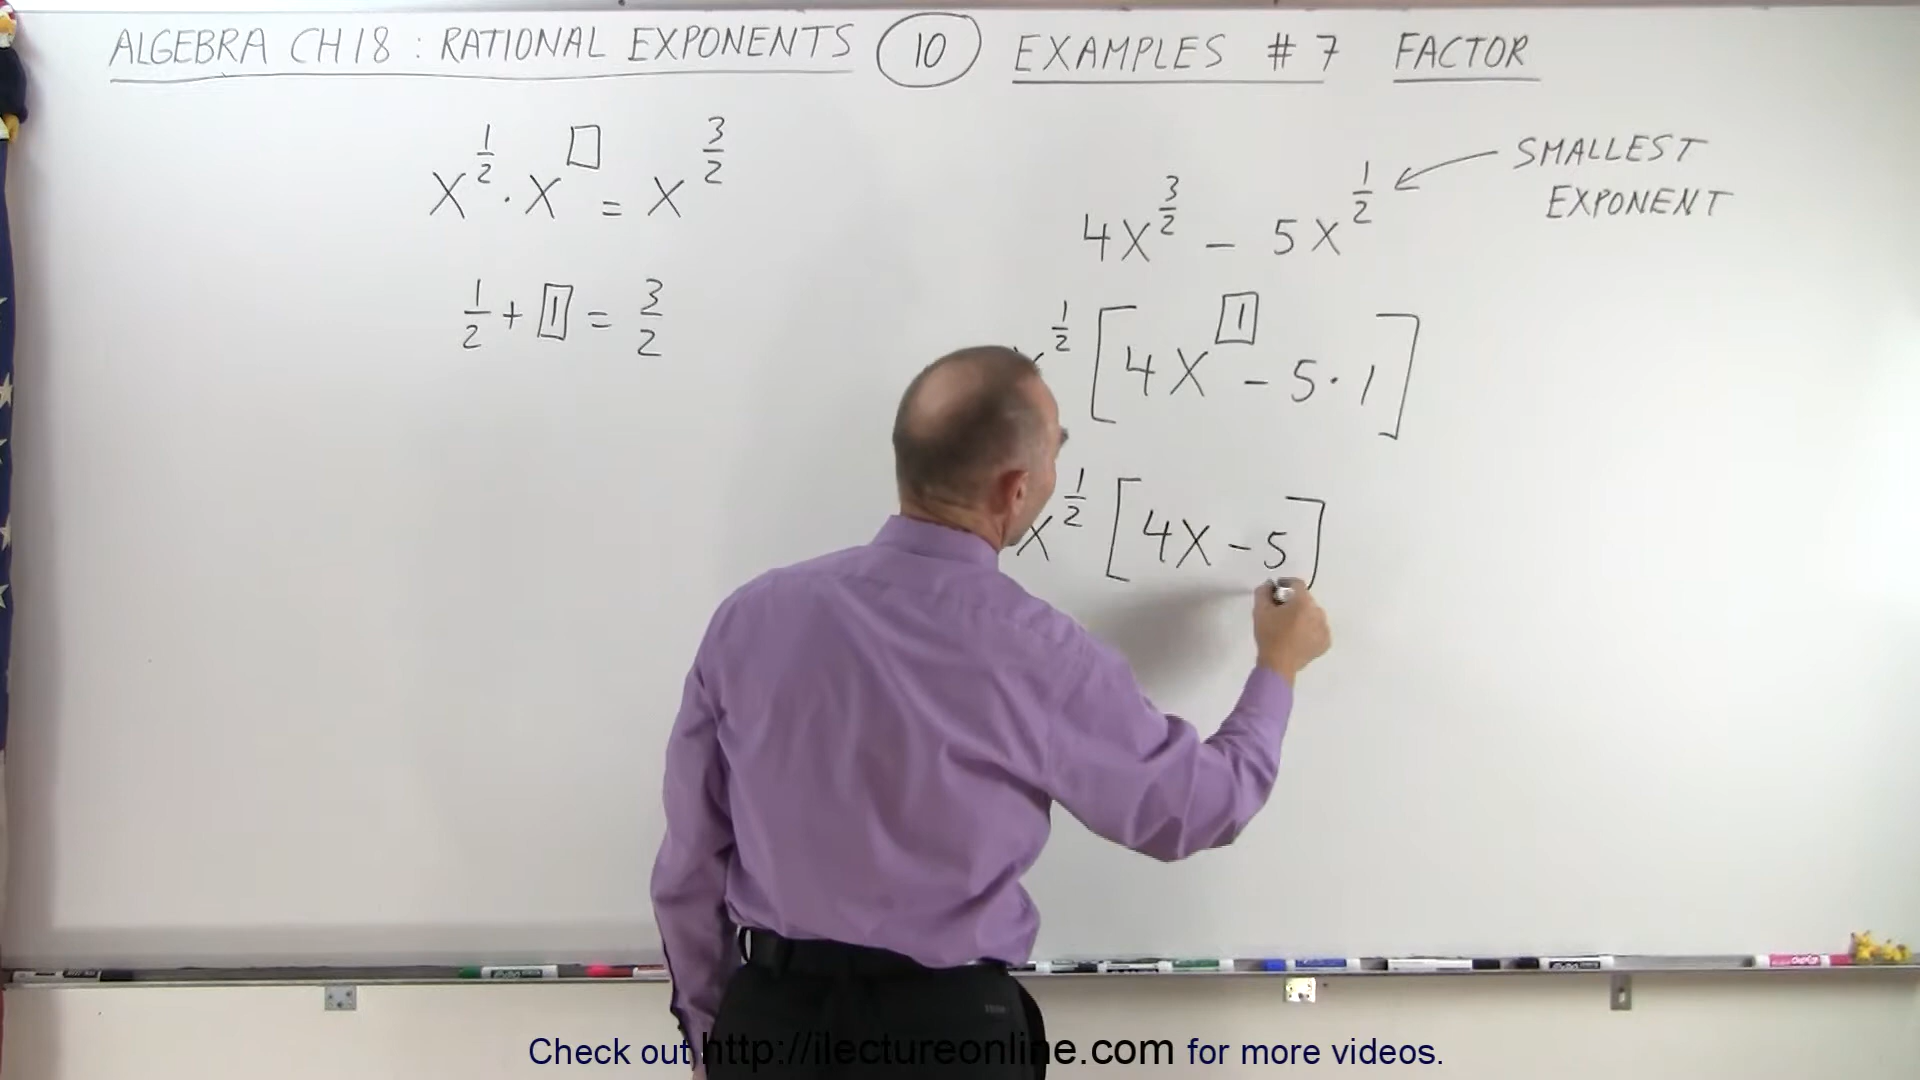 ALGEBRA CH18 : RATIONAL EXPONENTS 10 EXAMPLES # 7 FACTOR
x^{1/2} · x^□ = x^{3/2}
1/2 + 1 = 3/2
SMALLEST
EXPONENT
4x^{3/2} - 5x^{1/2}
x^{1/2} [4x^1 - 5 · 1]
x^{1/2} [4x - 5]
Check out http://ilectureonline.com for more videos.